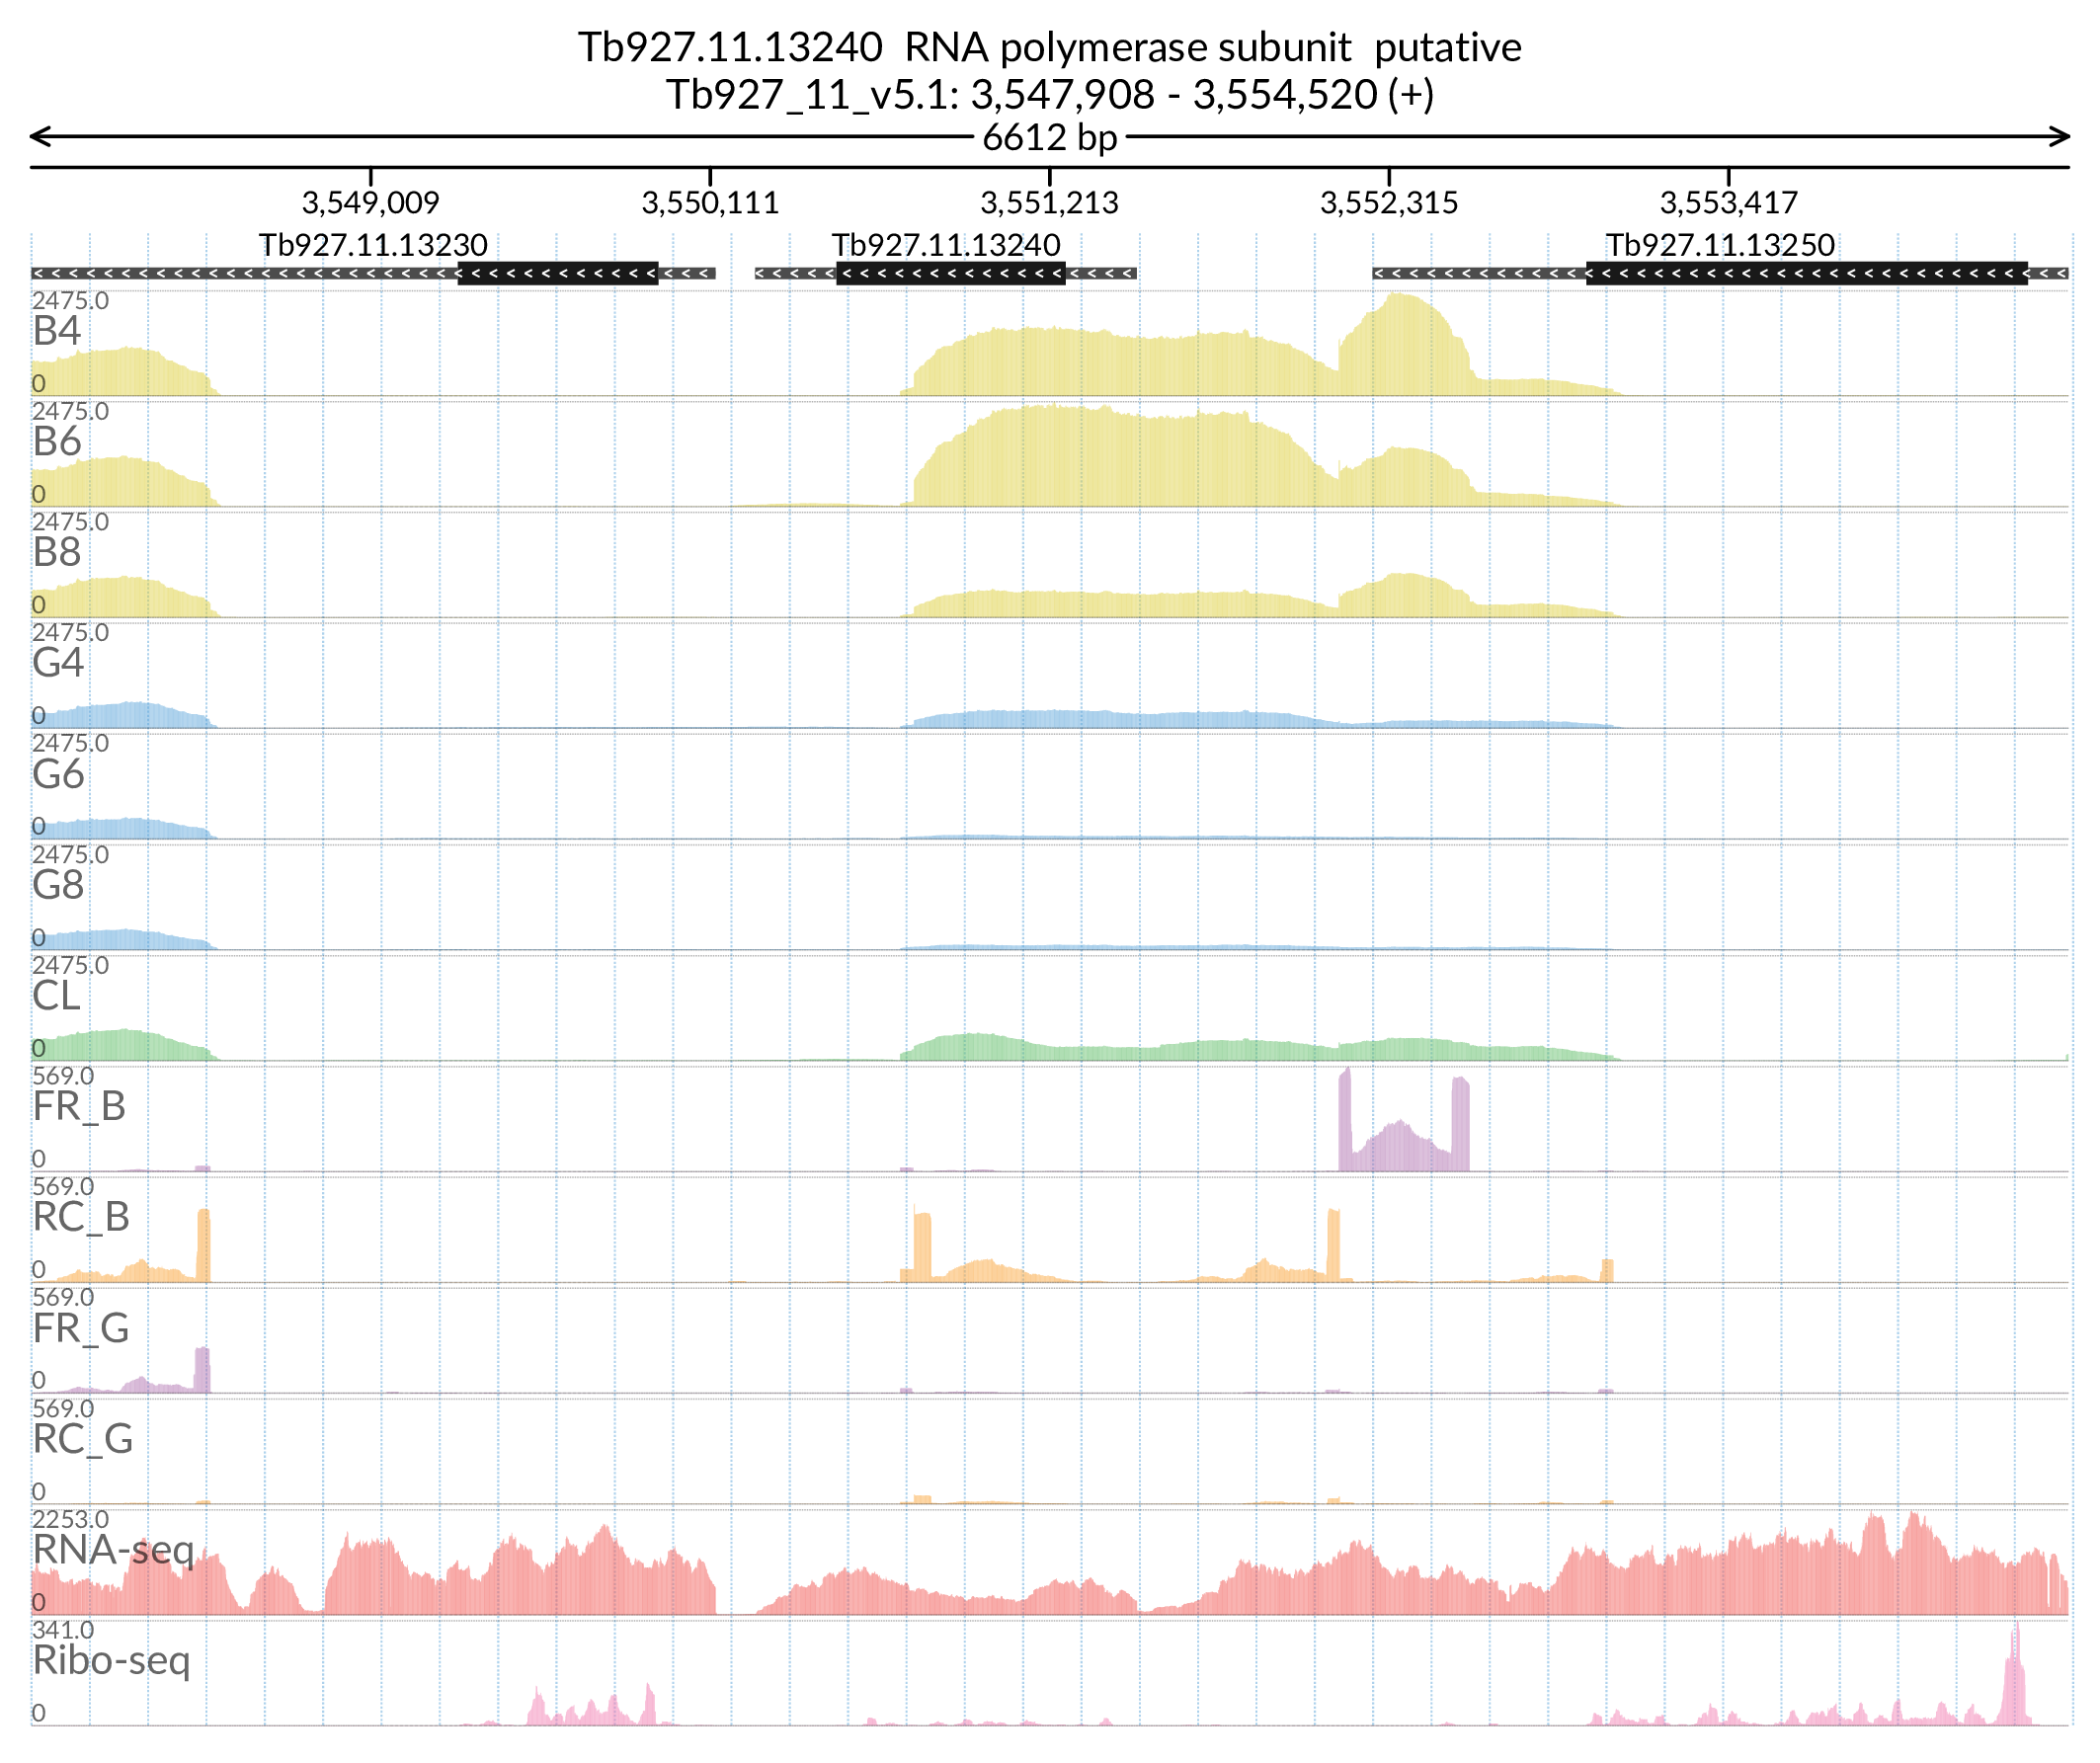 Tb927.11.13240 RNA polymerase subunit putative
Tb927_11_v5.1: 3,547,908 - 3,554,520 (+)
6612 bp
3,549,009 3,550,111 3,551,213 3,552,315 3,553,417
Tb927.11.13230 Tb927.11.13240 Tb927.11.13250
2475.0
B4
0
2475.0
B6
0
2475.0
B8
0
2475.0
G4
0
2475.0
G6
0
2475.0
G8
0
2475.0
CL
0
569.0
FR_B
0
569.0
RC_B
0
569.0
FR_G
0
569.0
RC_G
0
2253.0
RNA-seq
0
341.0
Ribo-seq
0